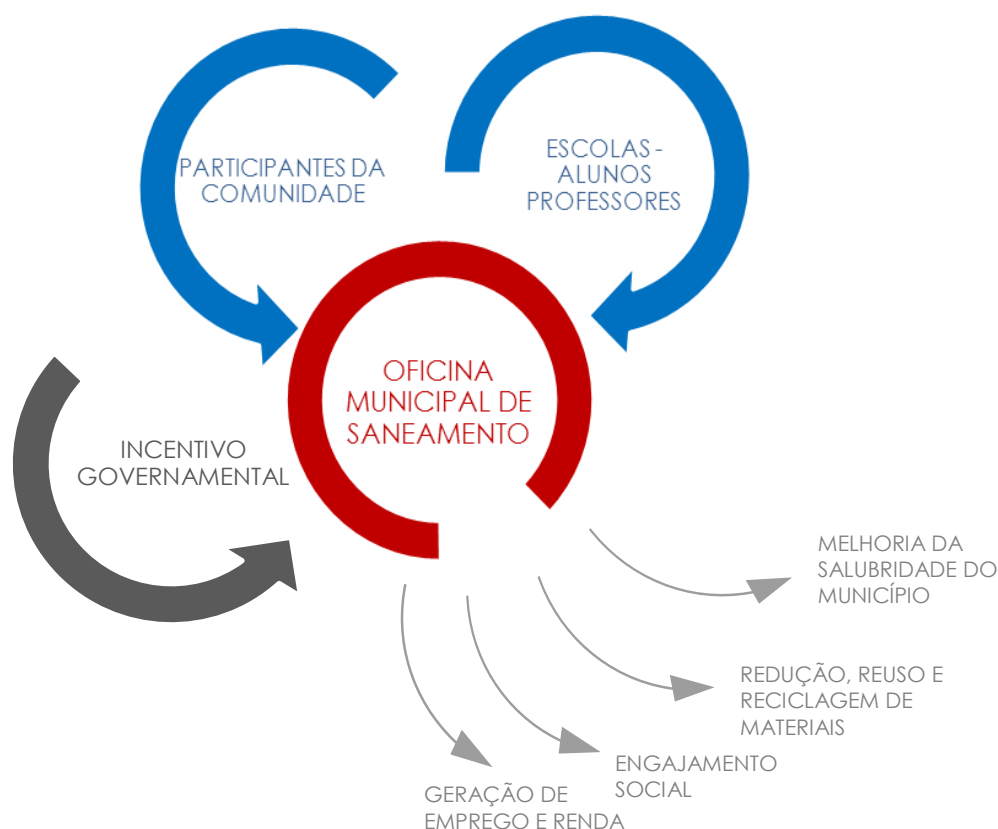 PARTICIPANTES DA
COMUNIDADE
ESCOLAS -
ALUNOS
PROFESSORES
OFICINA
MUNICIPAL DE
SANEAMENTO
INCENTIVO
GOVERNAMENTAL
MELHORIA DA
SALUBRIDADE DO
MUNICÍPIO
REDUÇÃO, REUSO E
RECICLAGEM DE
MATERIAIS
ENGAJAMENTO
SOCIAL
GERAÇÃO DE
EMPREGO E RENDA